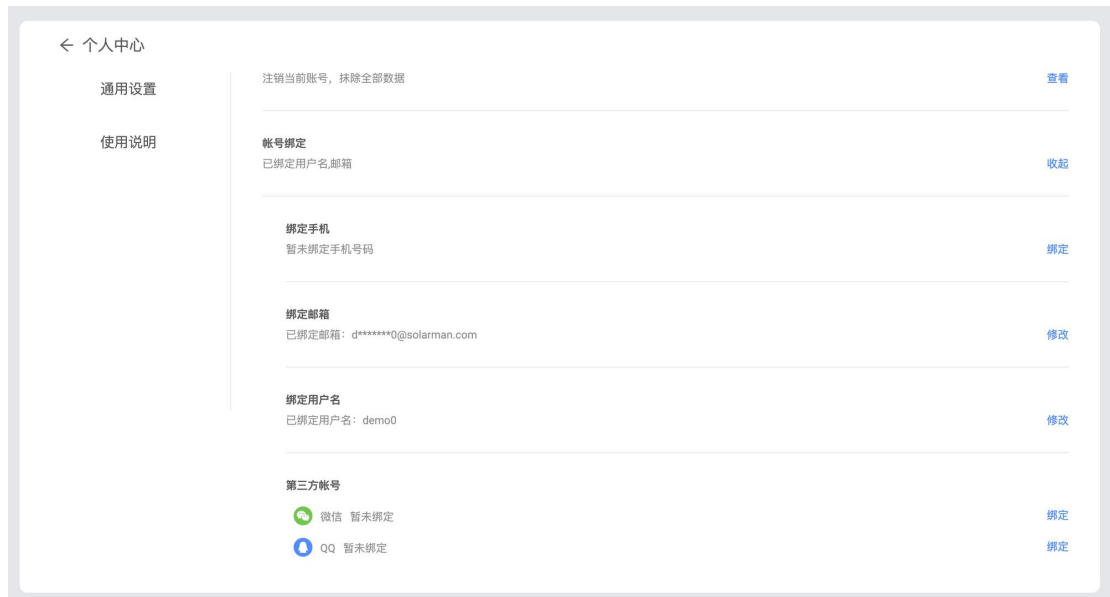 ← 个人中心
通用设置
使用说明
注销当前账号，抹除全部数据 查看
帐号绑定
已绑定用户名,邮箱 收起
绑定手机
暂未绑定手机号码 绑定
绑定邮箱
已绑定邮箱：d*******0@solarman.com 修改
绑定用户名
已绑定用户名：demo0 修改
第三方帐号
微信 暂未绑定 绑定
QQ 暂未绑定 绑定